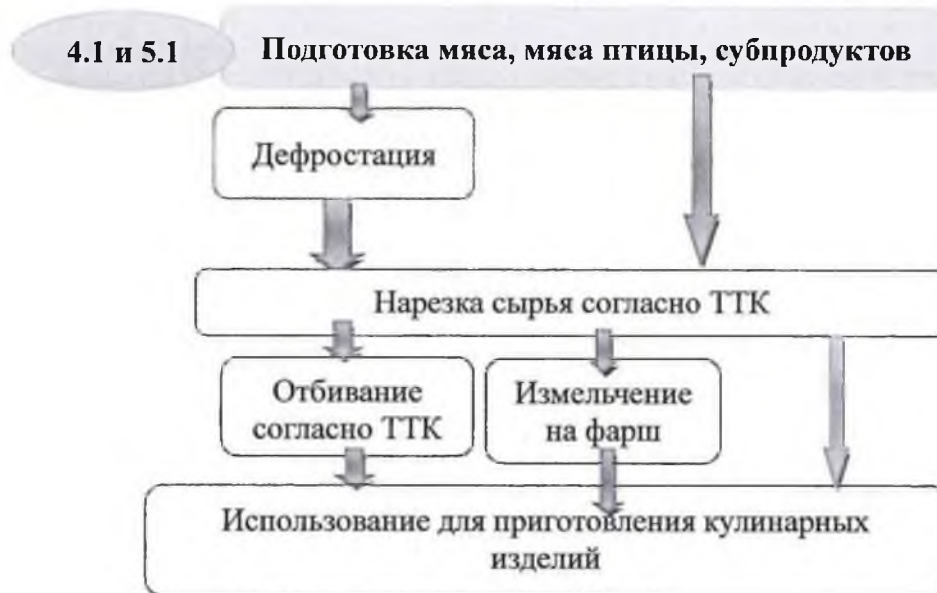 4.1 и 5.1
Подготовка мяса, мяса птицы, субпродуктов
Дефростация
Нарезка сырья согласно ТТК
Отбивание
согласно ТТК
Измельчение
на фарш
Использование для приготовления кулинарных
изделий